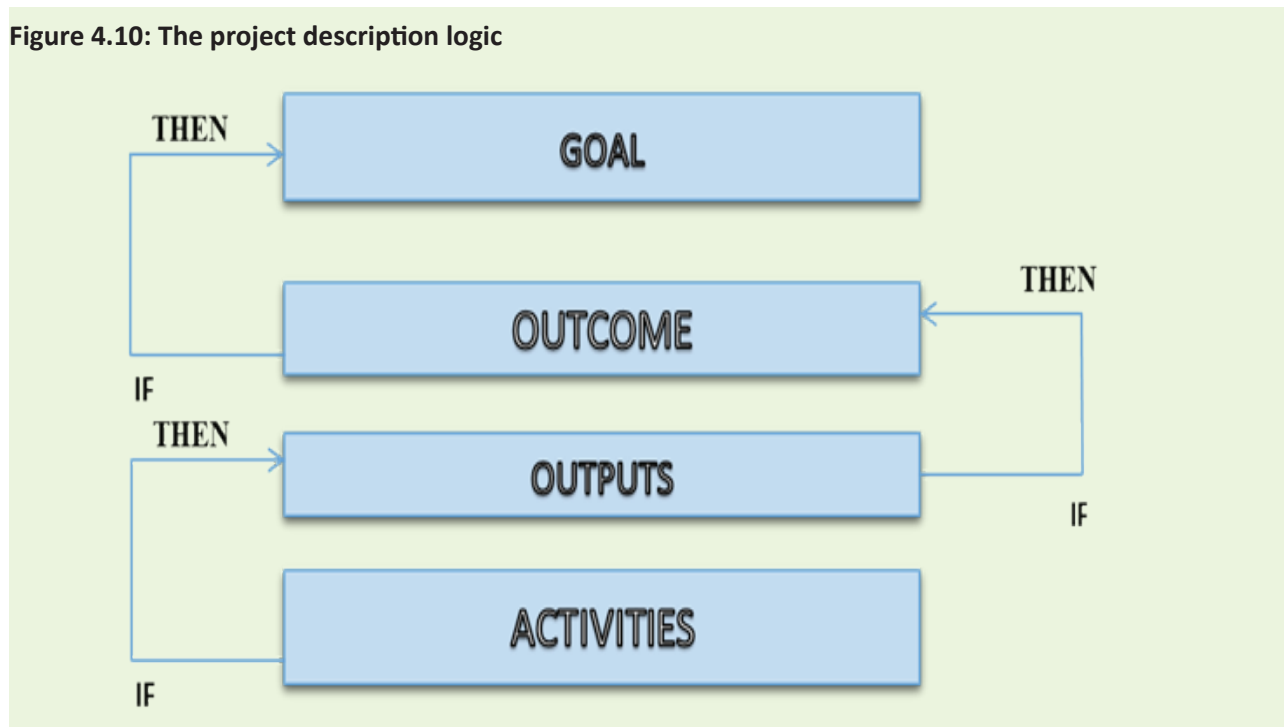 Figure 4.10: The project description logic
THEN
GOAL
THEN
OUTCOME
IF
THEN
OUTPUTS
IF
ACTIVITIES
IF